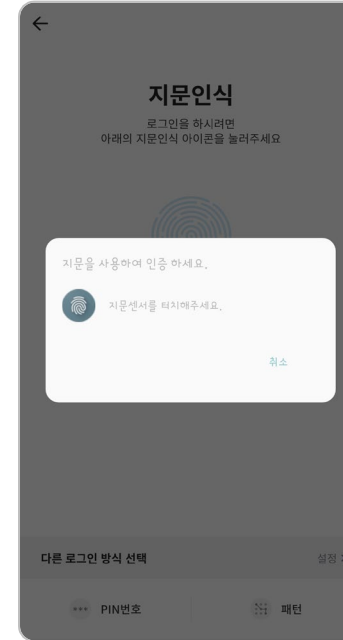 지문인식
로그인을 하시려면
아래의 지문인식 아이콘을 눌러주세요
지문을 사용하여 인증 하세요.
지문센서를 터치해주세요.
취소
다른 로그인 방식 선택
설정
PIN번호
패턴